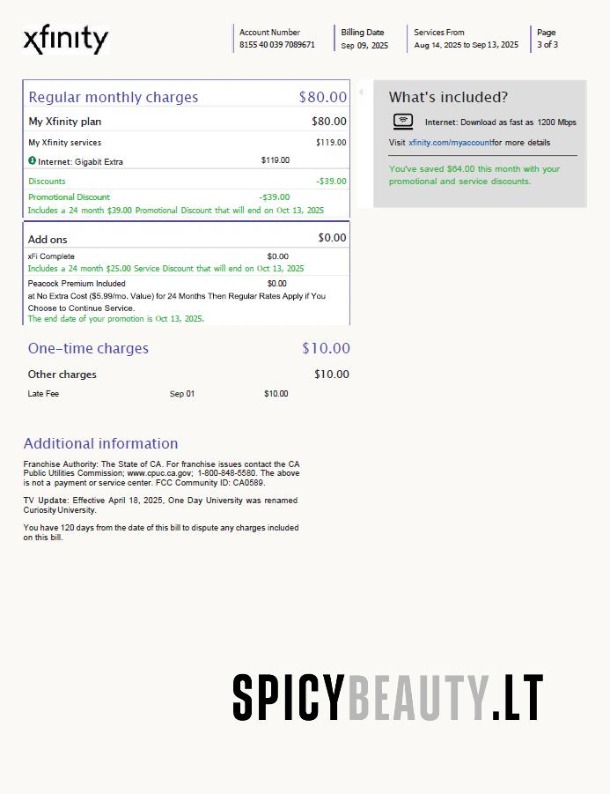 xfinity
Account Number
8155 40 039 7089671
Billing Date
Sep 09, 2025
Services From
Aug 14, 2025 to Sep 13, 2025
Page
3 of 3
Regular monthly charges $80.00
My Xfinity plan $80.00
My Xfinity services $119.00
Internet: Gigabit Extra $119.00
Discounts -$39.00
Promotional Discount -$39.00
Includes a 24 month $39.00 Promotional Discount that will end on Oct 13, 2025
Add ons $0.00
xFi Complete $0.00
Includes a 24 month $25.00 Service Discount that will end on Oct 13, 2025
Peacock Premium Included $0.00
at No Extra Cost ($5.99/mo. Value) for 24 Months Then Regular Rates Apply if You
Choose to Continue Service.
The end date of your promotion is Oct 13, 2025.
One-time charges $10.00
Other charges $10.00
Late Fee Sep 01 $10.00
What's included?
Internet: Download as fast as 1200 Mbps
Visit xfinity.com/myaccountfor more details
You've saved $64.00 this month with your
promotional and service discounts.
Additional information
Franchise Authority: The State of CA. For franchise issues contact the CA
Public Utilities Commission; www.cpuc.ca.gov; 1-800-848-5580. The above
is not a payment or service center. FCC Community ID: CA0589.
TV Update: Effective April 18, 2025, One Day University was renamed
CuriosityUniversity.
You have 120 days from the date of this bill to dispute any charges included
on this bill.
SPICYBEAUTY.LT